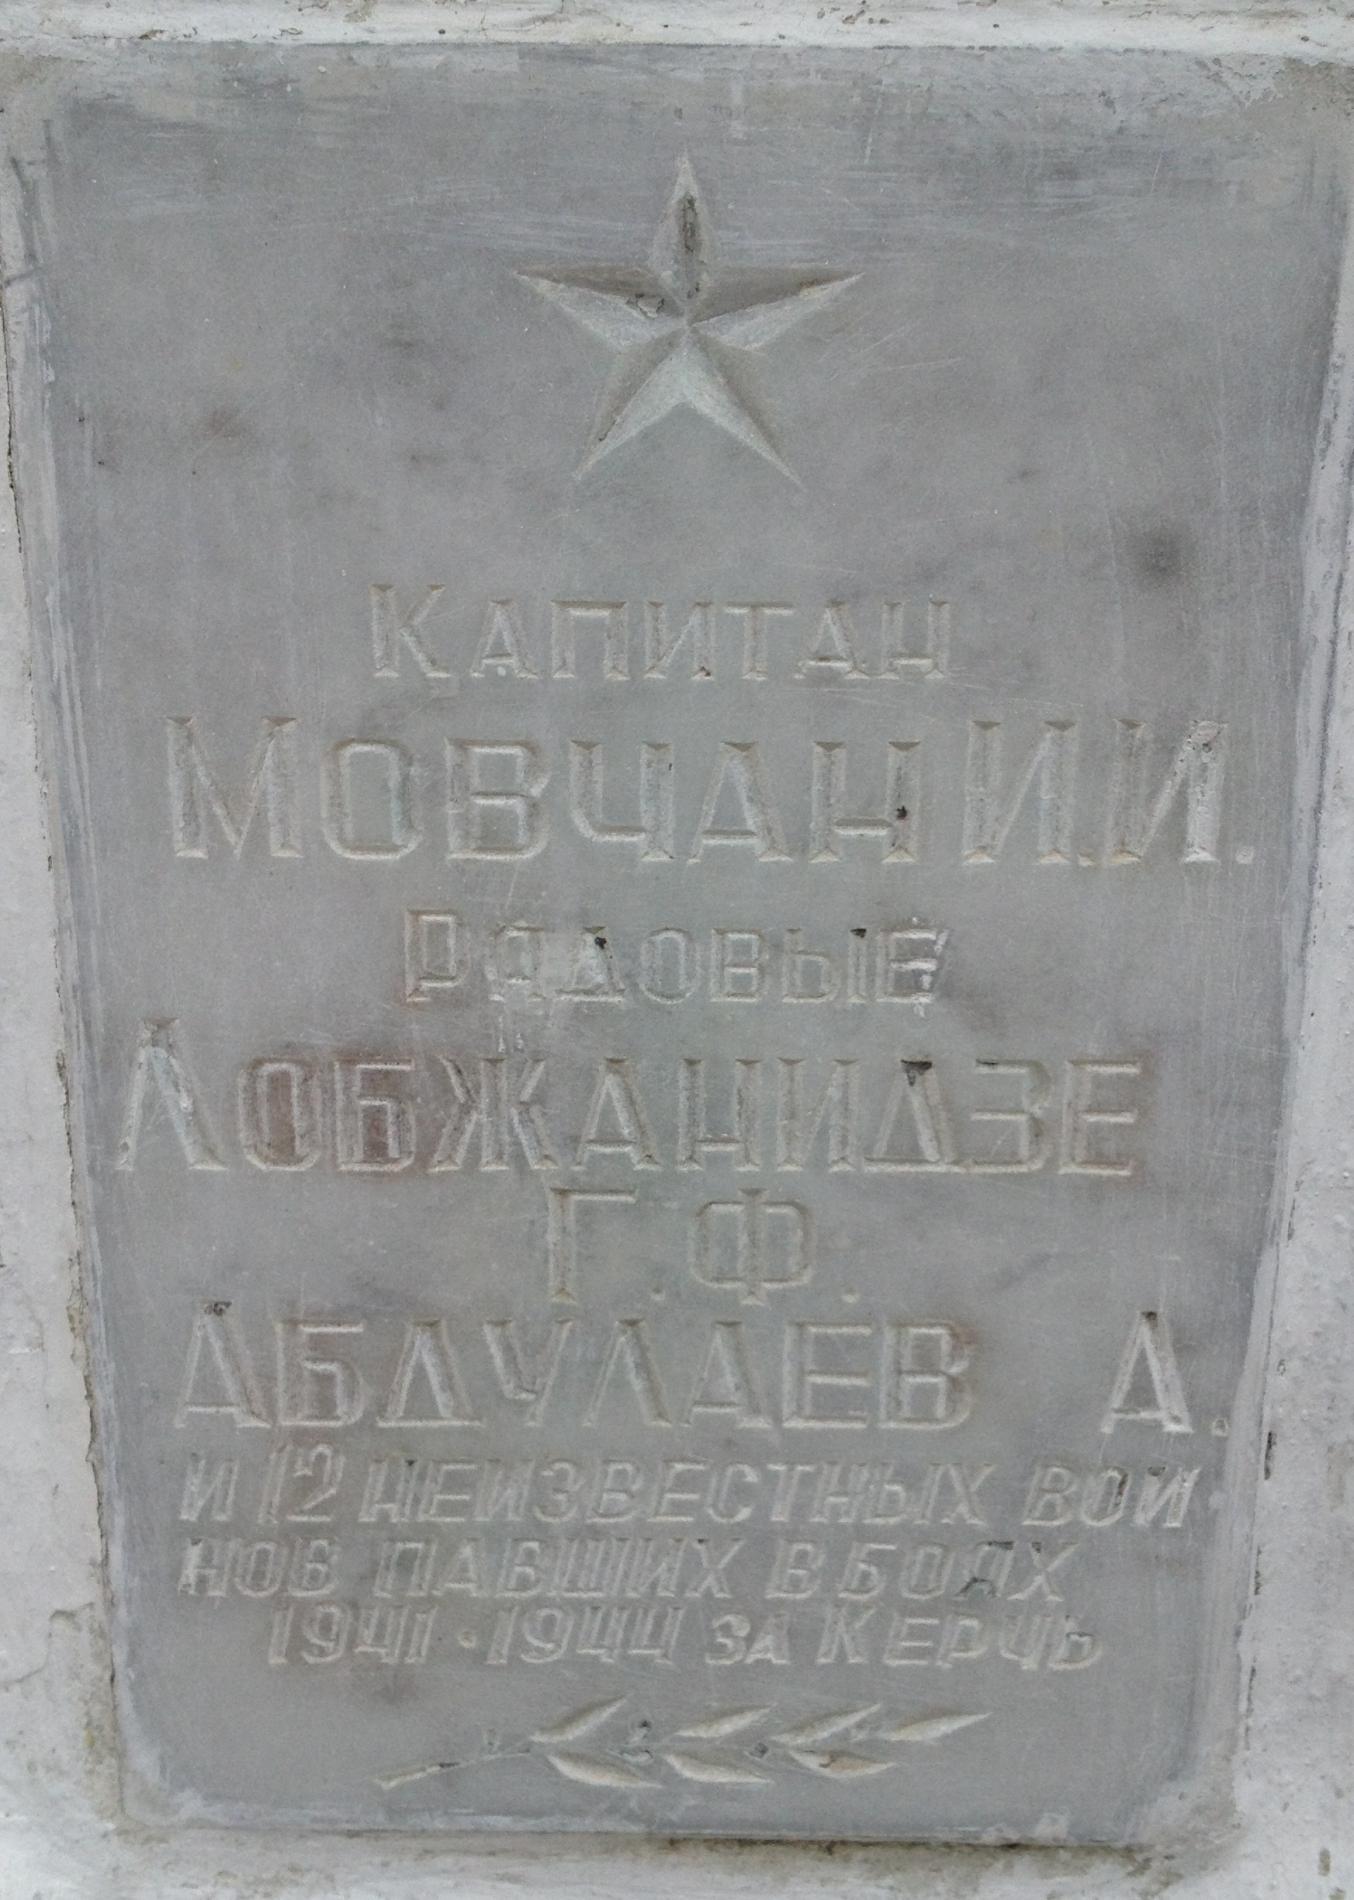 Капитан
Мовчан И.И.
Рядовые
Лобжанидзе
Г.Ф.
Абдулаев А.
и 12 неизвестных вои
нов павших в боях
1941 · 1944 за Керчь